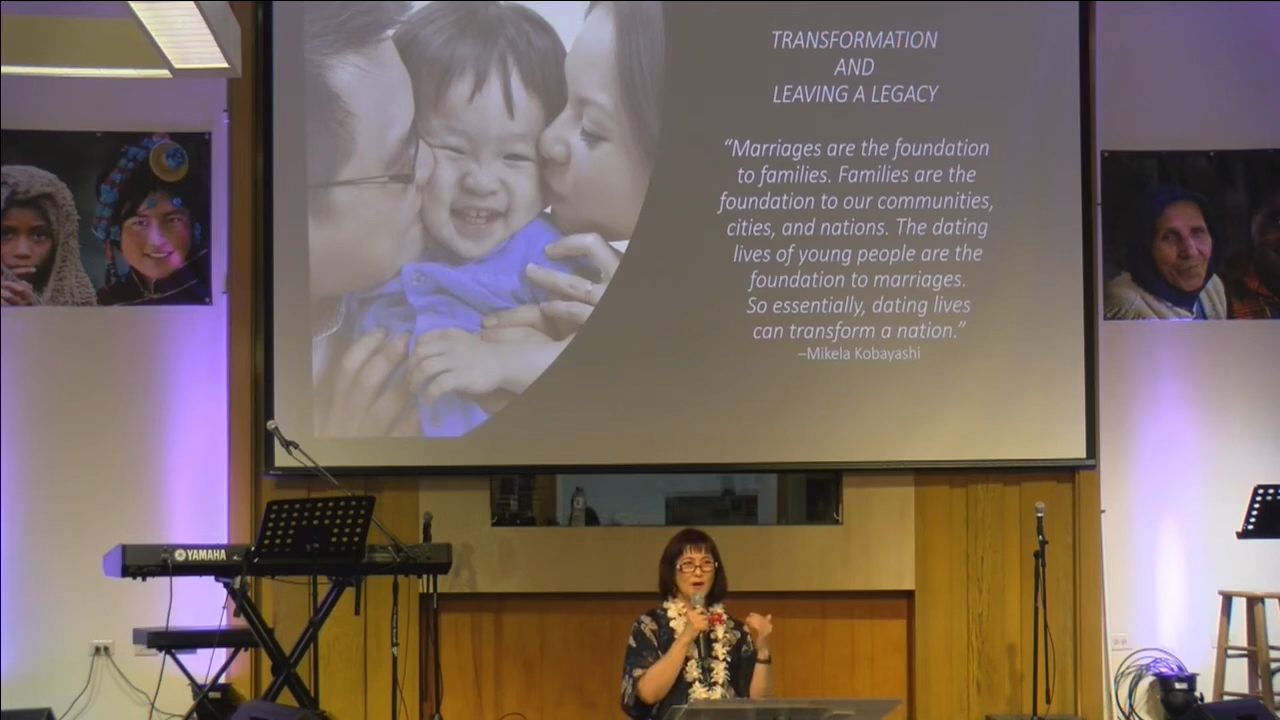 TRANSFORMATION
AND
LEAVING A LEGACY
“Marriages are the foundation
to families. Families are the
foundation to our communities,
cities, and nations. The dating
lives of young people are the
foundation to marriages.
So essentially, dating lives
can transform a nation.”
–Mikela Kobayashi
YAMAHA